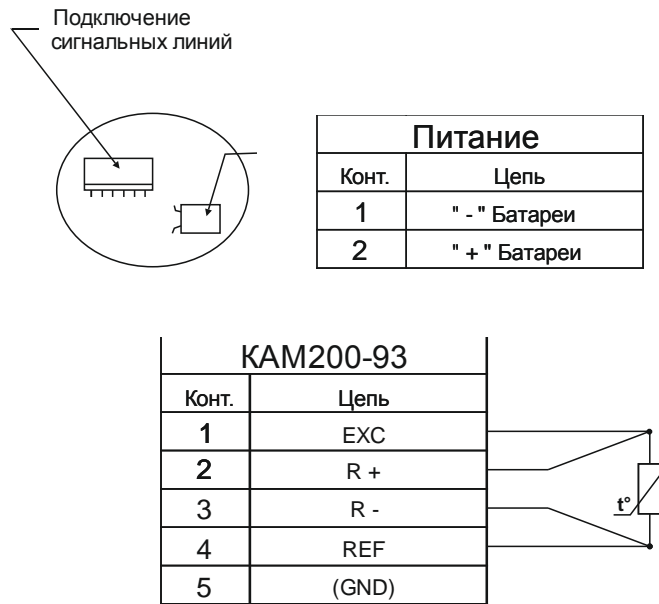 Подключение
сигнальных линий
Питание
Конт. Цепь
1 " - " Батареи
2 " + " Батареи
КАМ200-93
Конт. Цепь
1 EXC
2 R +
3 R -
4 REF
5 (GND)
t°